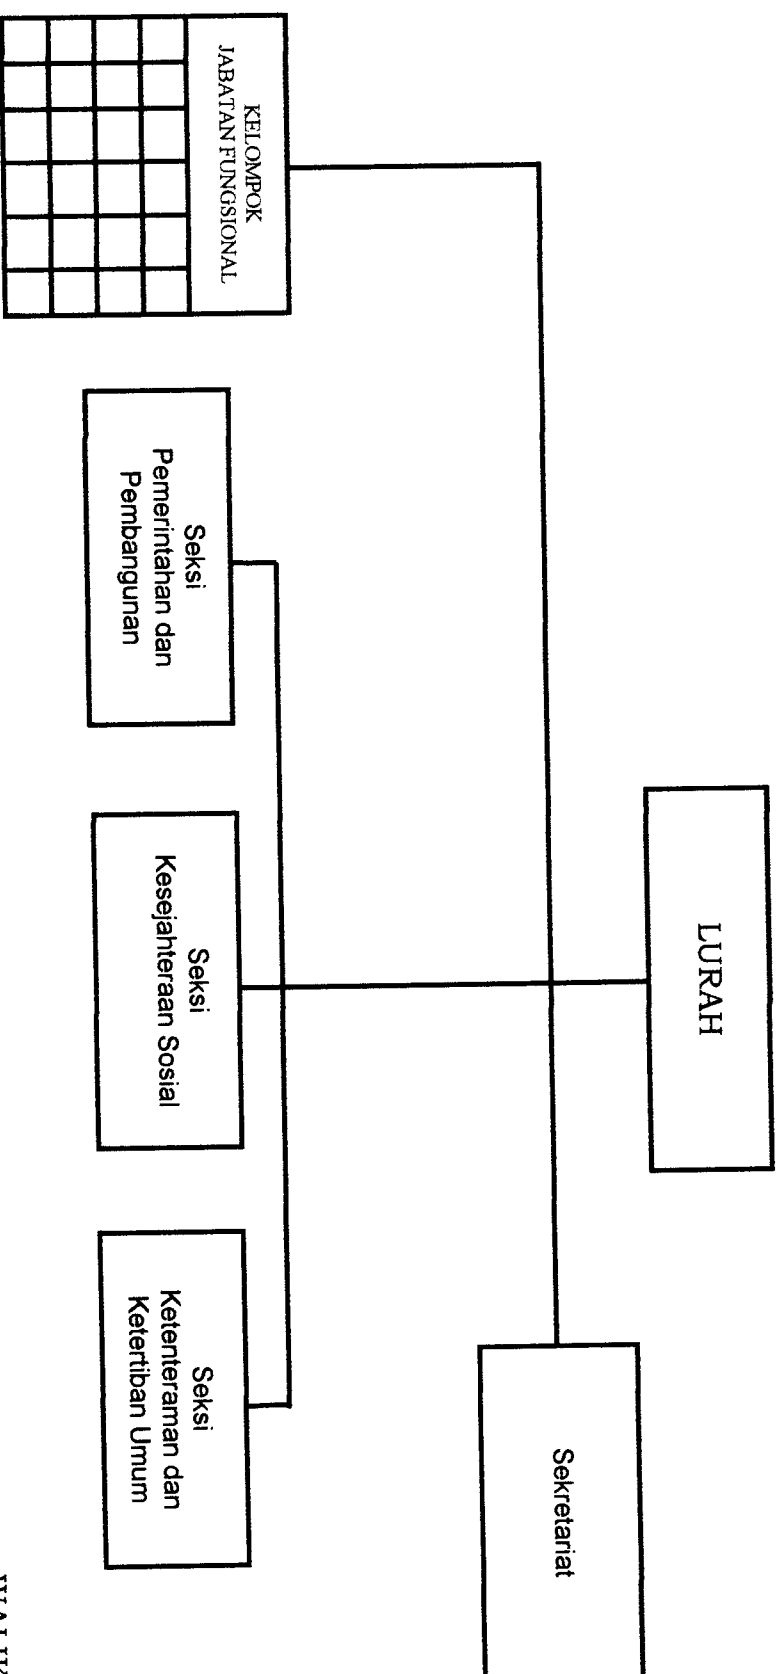 LURAH
Sekretariat
KELOMPOK
JABATAN FUNGSIONAL
Seksi
Pemerintahan dan
Pembangunan
Seksi
Kesejahteraan Sosial
Seksi
Ketenteraman dan
Ketertiban Umum